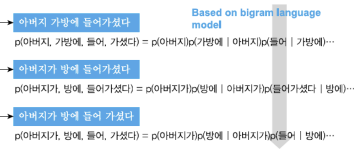 아버지 가방에 들어가셨다
Based on bigram language
model
p(아버지, 가방에, 들어, 가셨다) = p(아버지)p(가방에 | 아버지)p(들어 | 가방에)⋯
아버지가 방에 들어가셨다
p(아버지가, 방에, 들어가셨다) = p(아버지가)p(방에 | 아버지가)p(들어가셨다 | 방에)⋯
아버지가 방에 들어 가셨다
p(아버지가, 방에, 들어, 가셨다) = p(아버지가)p(방에 | 아버지가)p(들어 | 방에)⋯